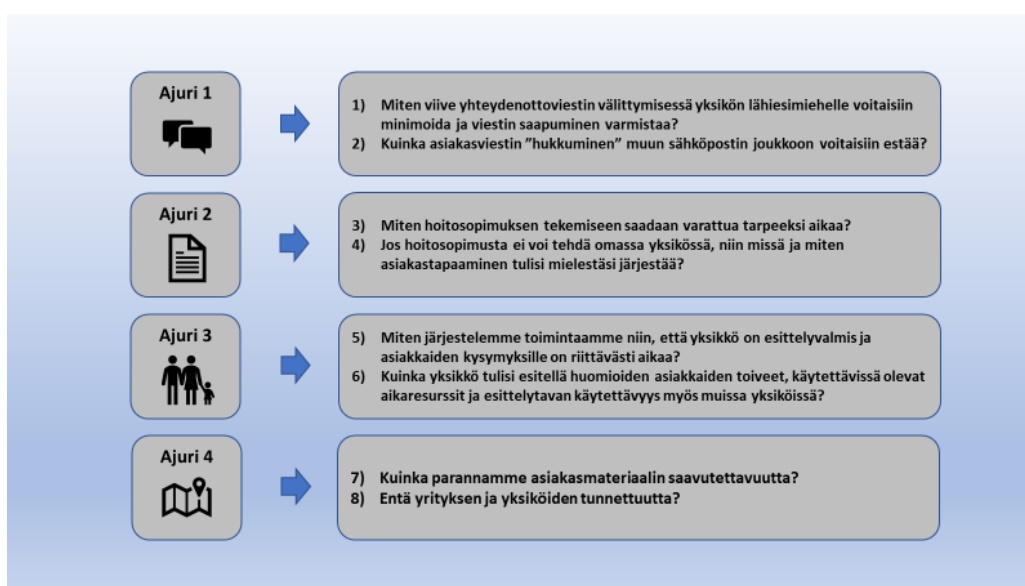 Ajuri 1
1) Miten viive yhteydenottoviestin välittymisessä yksikön lähiesimiehelle voitaisiin
minimoida ja viestin saapuminen varmistaa?
2) Kuinka asiakasviestin ”hukkuminen” muun sähköpostin joukkoon voitaisiin estää?
Ajuri 2
3) Miten hoitosopimuksen tekemiseen saadaan varattua tarpeeksi aikaa?
4) Jos hoitosopimusta ei voi tehdä omassa yksikössä, niin missä ja miten
asiakastapaaminen tulisi mielestäsi järjestää?
Ajuri 3
5) Miten järjestelemme toimintaamme niin, että yksikkö on esittelyvalmis ja
asiakkaiden kysymyksille on riittävästi aikaa?
6) Kuinka yksikkö tulisi esitellä huomioiden asiakkaiden toiveet, käytettävissä olevat
aikaresurssit ja esittelytavan käytettävyys myös muissa yksiköissä?
Ajuri 4
7) Kuinka parannamme asiakasmateriaalin saavutettavuutta?
8) Entä yrityksen ja yksiköiden tunnettuutta?